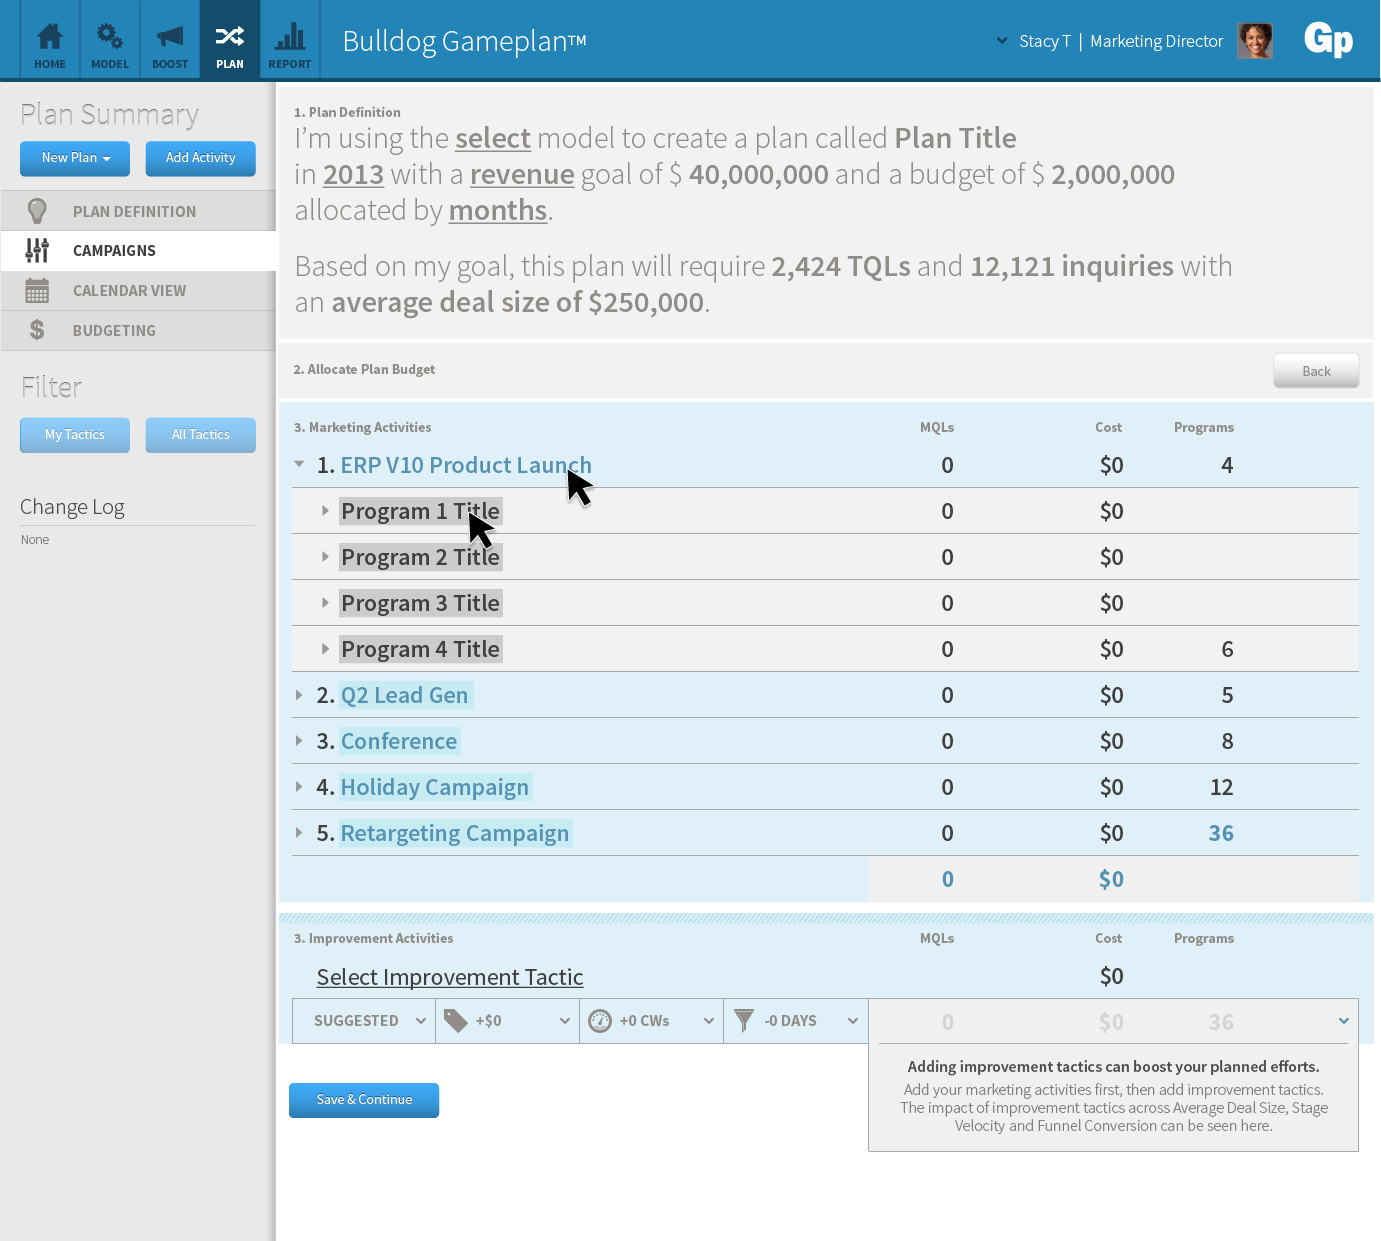 HOME
MODEL
BOOST
PLAN
REPORT
Bulldog Gameplan™
Stacy T | Marketing Director
Gp
Plan Summary
New Plan
Add Activity
PLAN DEFINITION
CAMPAIGNS
CALENDAR VIEW
$ BUDGETING
Filter
My Tactics
All Tactics
Change Log
None
1. Plan Definition
I'm using the select model to create a plan called Plan Title
in 2013 with a revenue goal of $ 40,000,000 and a budget of $ 2,000,000
allocated by months.
Based on my goal, this plan will require 2,424 TQLs and 12,121 inquiries with
an average deal size of $250,000.
2. Allocate Plan Budget
Back
3. Marketing Activities MQLs Cost Programs
1. ERP V10 Product Launch 0 $0 4
Program 1 Title 0 $0
Program 2 Title 0 $0
Program 3 Title 0 $0
Program 4 Title 0 $0 6
2. Q2 Lead Gen 0 $0 5
3. Conference 0 $0 8
4. Holiday Campaign 0 $0 12
5. Retargeting Campaign 0 $0 36
0 $0
3. Improvement Activities MQLs Cost Programs
Select Improvement Tactic $0
SUGGESTED +$0 +0 CWs -0 DAYS 0 $0 36
Adding improvement tactics can boost your planned efforts.
Add your marketing activities first, then add improvement tactics.
The impact of improvement tactics across Average Deal Size, Stage
Velocity and Funnel Conversion can be seen here.
Save & Continue